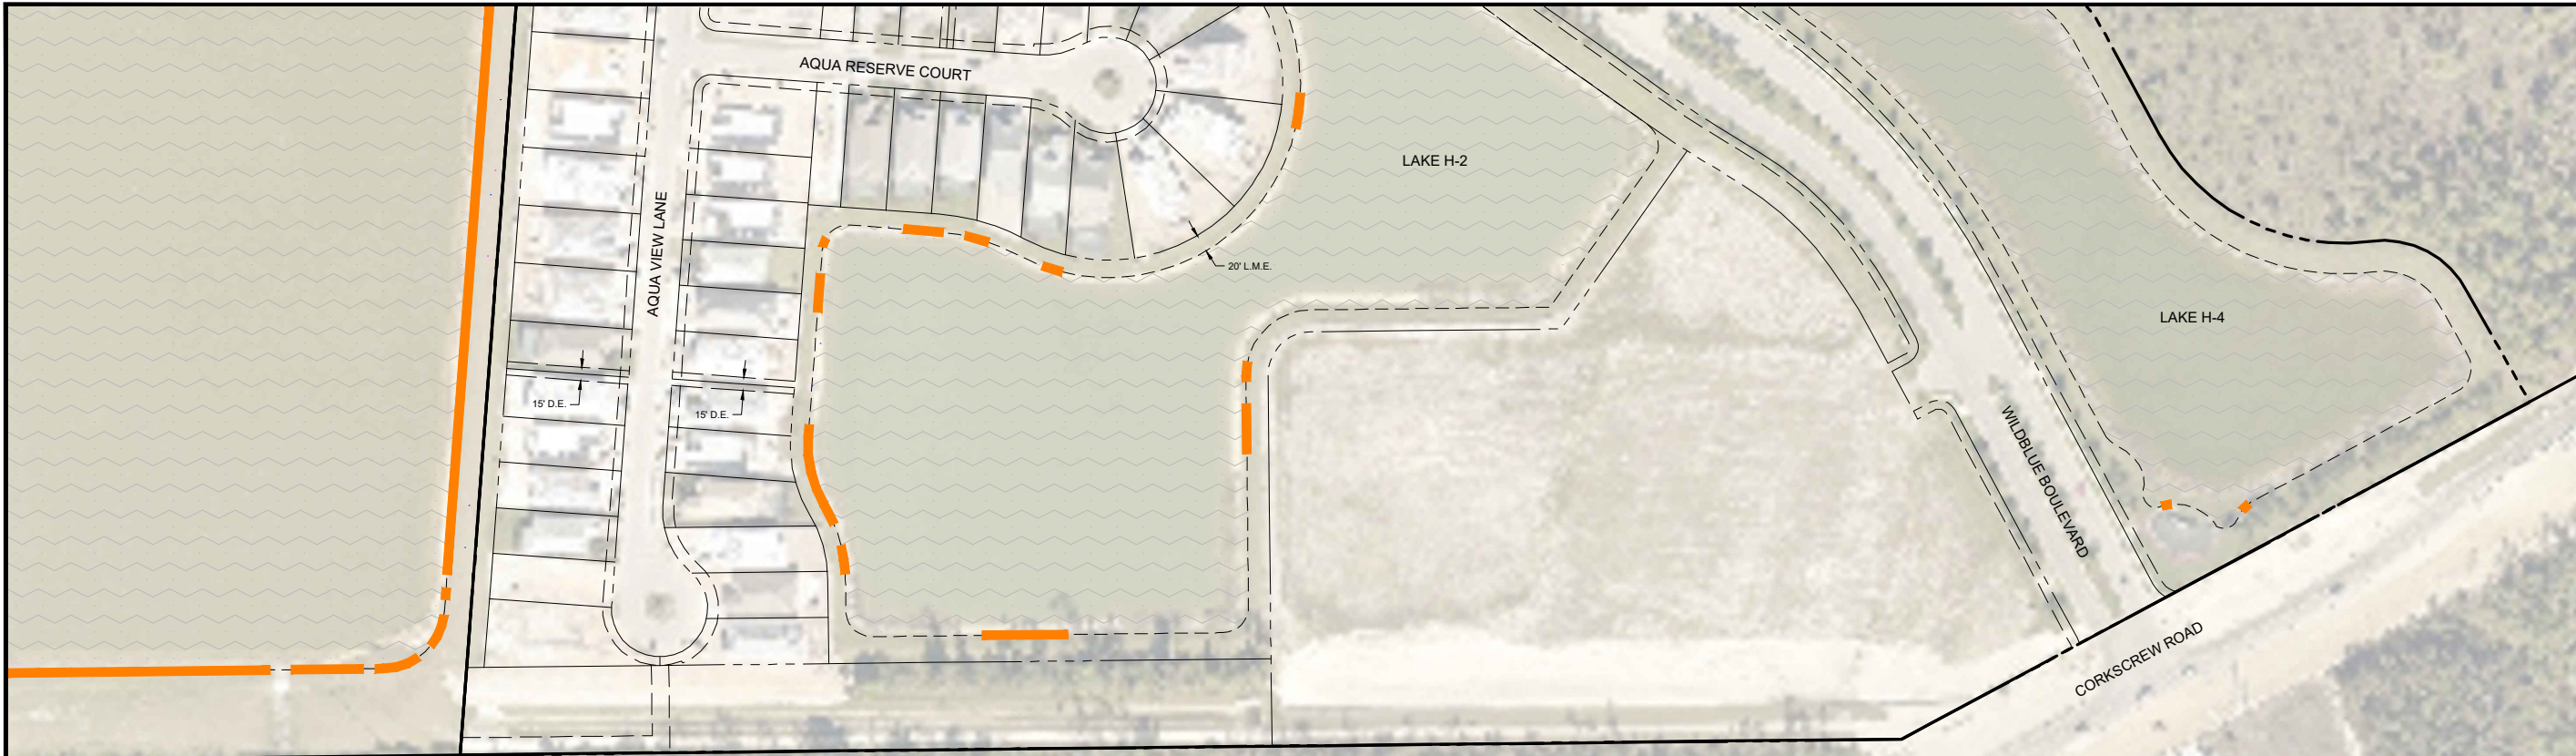 AQUA RESERVE COURT
LAKE H-2
AQUA VIEW LANE
20' L.M.E.
LAKE H-4
15' D.E.
15' D.E.
WILDBLUE BOULEVARD
CORKSCREW ROAD